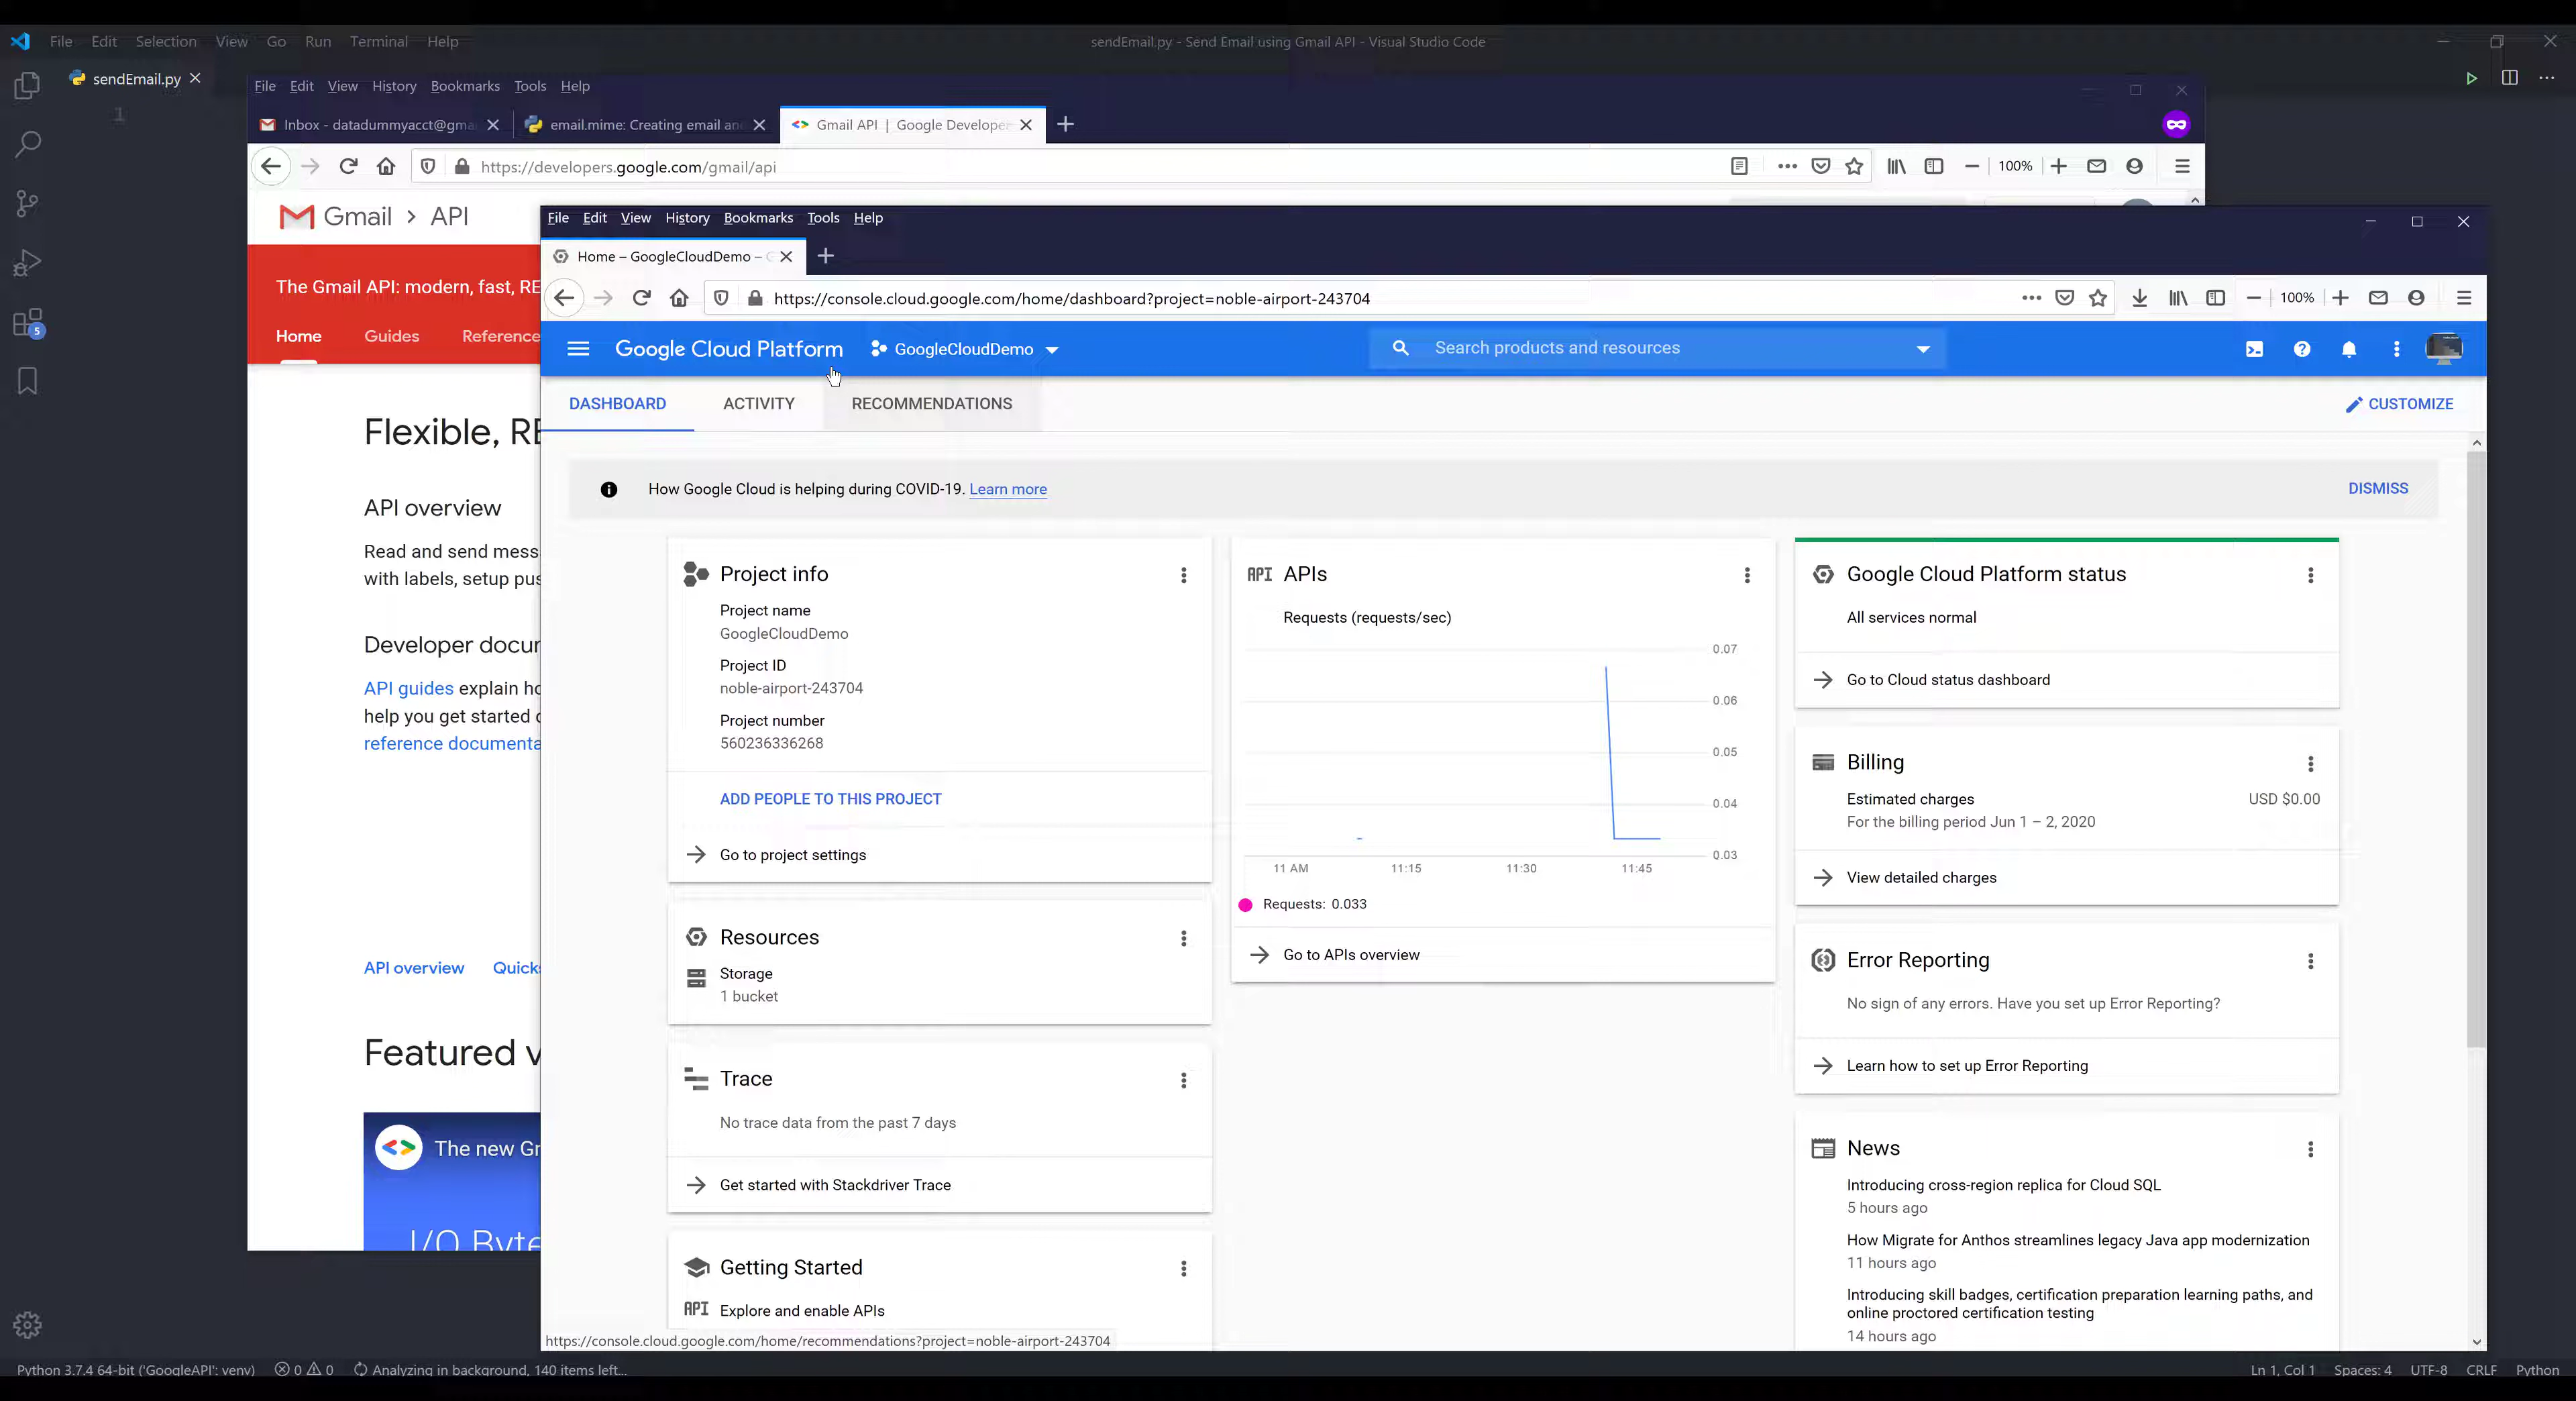 File Edit Selection View Go Run Terminal Help
sendEmail.py - Send Email using Gmail API - Visual Studio Code
sendEmail.py
1
File Edit View History Bookmarks Tools Help
Inbox - datadummyacct@gma
email.mime: Creating email an
Gmail API | Google Develope
https://developers.google.com/gmail/api
100%
Gmail > API
The Gmail API: modern, fast, RE
Home Guides Reference
Flexible, RE
API overview
Read and send mess
with labels, setup pus
Developer docu
API guides explain ho
help you get started
reference documenta
API overview Quicks
Featured v
The new Gr
I/O Byte
File Edit View History Bookmarks Tools Help
Home – GoogleCloudDemo – G
https://console.cloud.google.com/home/dashboard?project=noble-airport-243704
100%
Google Cloud Platform
GoogleCloudDemo
Search products and resources
DASHBOARD ACTIVITY RECOMMENDATIONS
CUSTOMIZE
How Google Cloud is helping during COVID-19. Learn more
DISMISS
Project info
Project name
GoogleCloudDemo
Project ID
noble-airport-243704
Project number
560236336268
ADD PEOPLE TO THIS PROJECT
Go to project settings
Resources
Storage
1 bucket
Trace
No trace data from the past 7 days
Get started with Stackdriver Trace
Getting Started
API Explore and enable APIs
API APIs
Requests (requests/sec)
0.07
0.06
0.05
0.04
0.03
11 AM 11:15 11:30 11:45
Requests: 0.033
Go to APIs overview
Google Cloud Platform status
All services normal
Go to Cloud status dashboard
Billing
Estimated charges USD $0.00
For the billing period Jun 1 – 2, 2020
View detailed charges
Error Reporting
No sign of any errors. Have you set up Error Reporting?
Learn how to set up Error Reporting
News
Introducing cross-region replica for Cloud SQL
5 hours ago
How Migrate for Anthos streamlines legacy Java app modernization
11 hours ago
Introducing skill badges, certification preparation learning paths, and
online proctored certification testing
14 hours ago
https://console.cloud.google.com/home/recommendations?project=noble-airport-243704
5
Python 3.7.4 64-bit ('GoogleAPI': venv) 0 0 Analyzing in background, 140 items left...
Ln 1, Col 1 Spaces: 4 UTF-8 CRLF Python